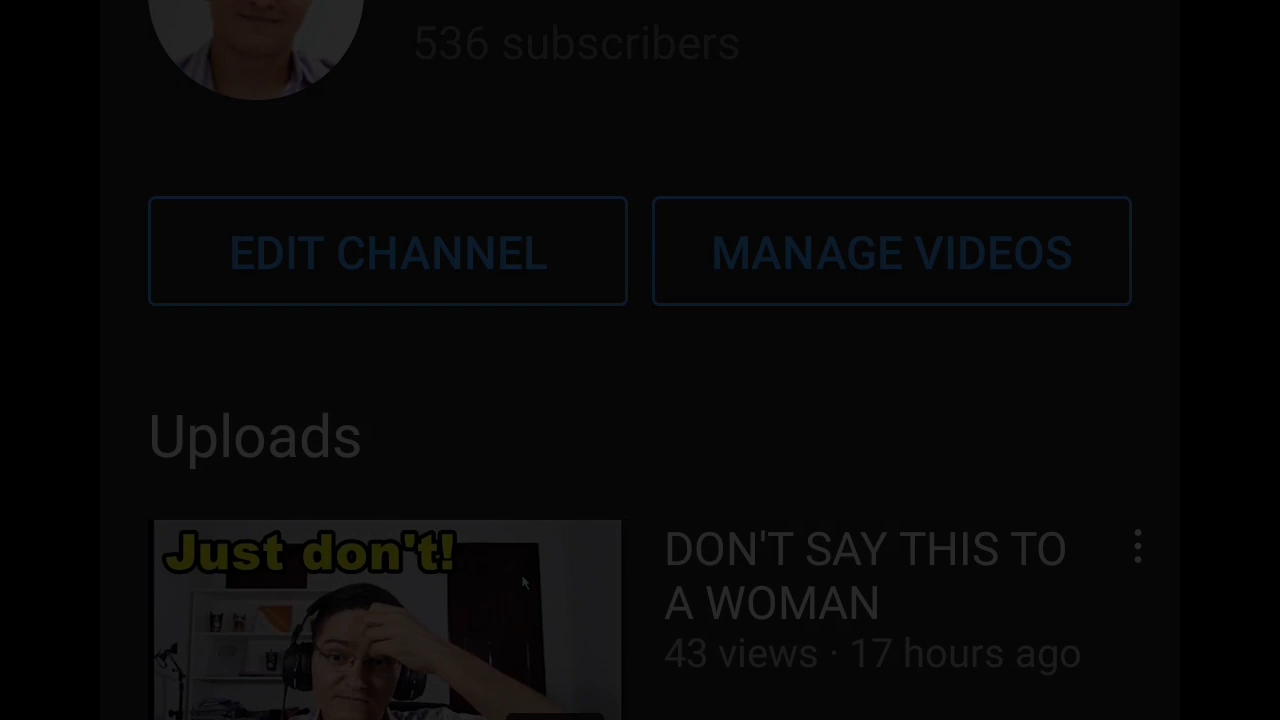 536 subscribers
EDIT CHANNEL
MANAGE VIDEOS
Uploads
Just don't!
DON'T SAY THIS TO
A WOMAN
43 views · 17 hours ago